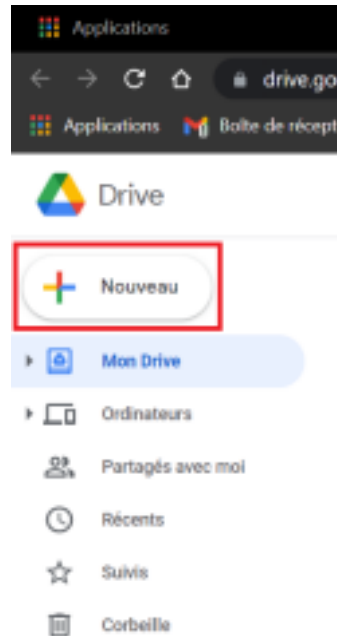 Applications
drive.go
Applications Boîte de récept
Drive
Nouveau
Mon Drive
Ordinateurs
Partagés avec moi
Récents
Suivis
Corbeille